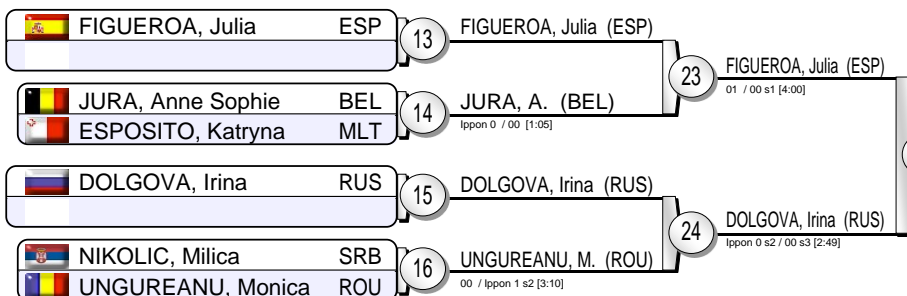 FIGUEROA, Julia ESP
13
FIGUEROA, Julia (ESP)
23
FIGUEROA, Julia (ESP)
01 / 00 s1 [4:00]
JURA, Anne Sophie BEL
ESPOSITO, Katryna MLT
14
JURA, A. (BEL)
Ippon 0 / 00 [1:05]
DOLGOVA, Irina RUS
15
DOLGOVA, Irina (RUS)
24
DOLGOVA, Irina (RUS)
Ippon 0 s2 / 00 s3 [2:49]
NIKOLIC, Milica SRB
UNGUREANU, Monica ROU
16
UNGUREANU, M. (ROU)
00 / Ippon 1 s2 [3:10]